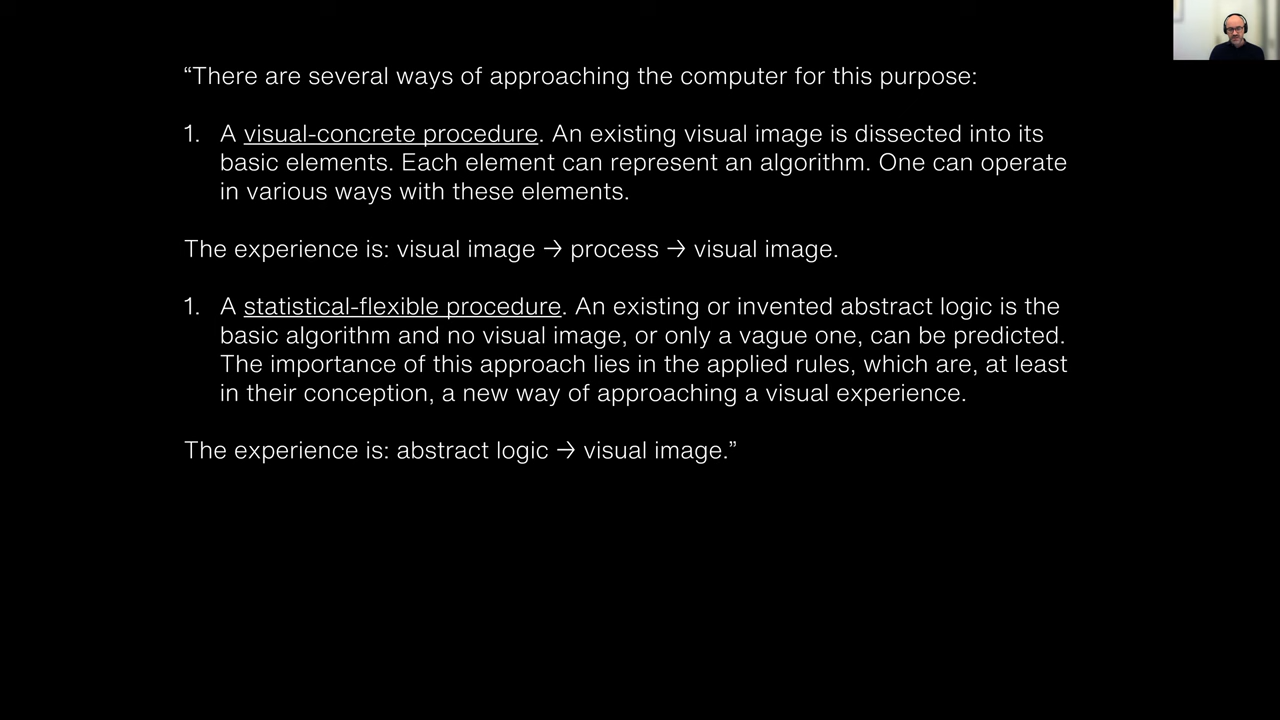 “There are several ways of approaching the computer for this purpose:
1. A visual-concrete procedure. An existing visual image is dissected into its
basic elements. Each element can represent an algorithm. One can operate
in various ways with these elements.
The experience is: visual image → process → visual image.
1. A statistical-flexible procedure. An existing or invented abstract logic is the
basic algorithm and no visual image, or only a vague one, can be predicted.
The importance of this approach lies in the applied rules, which are, at least
in their conception, a new way of approaching a visual experience.
The experience is: abstract logic → visual image.”